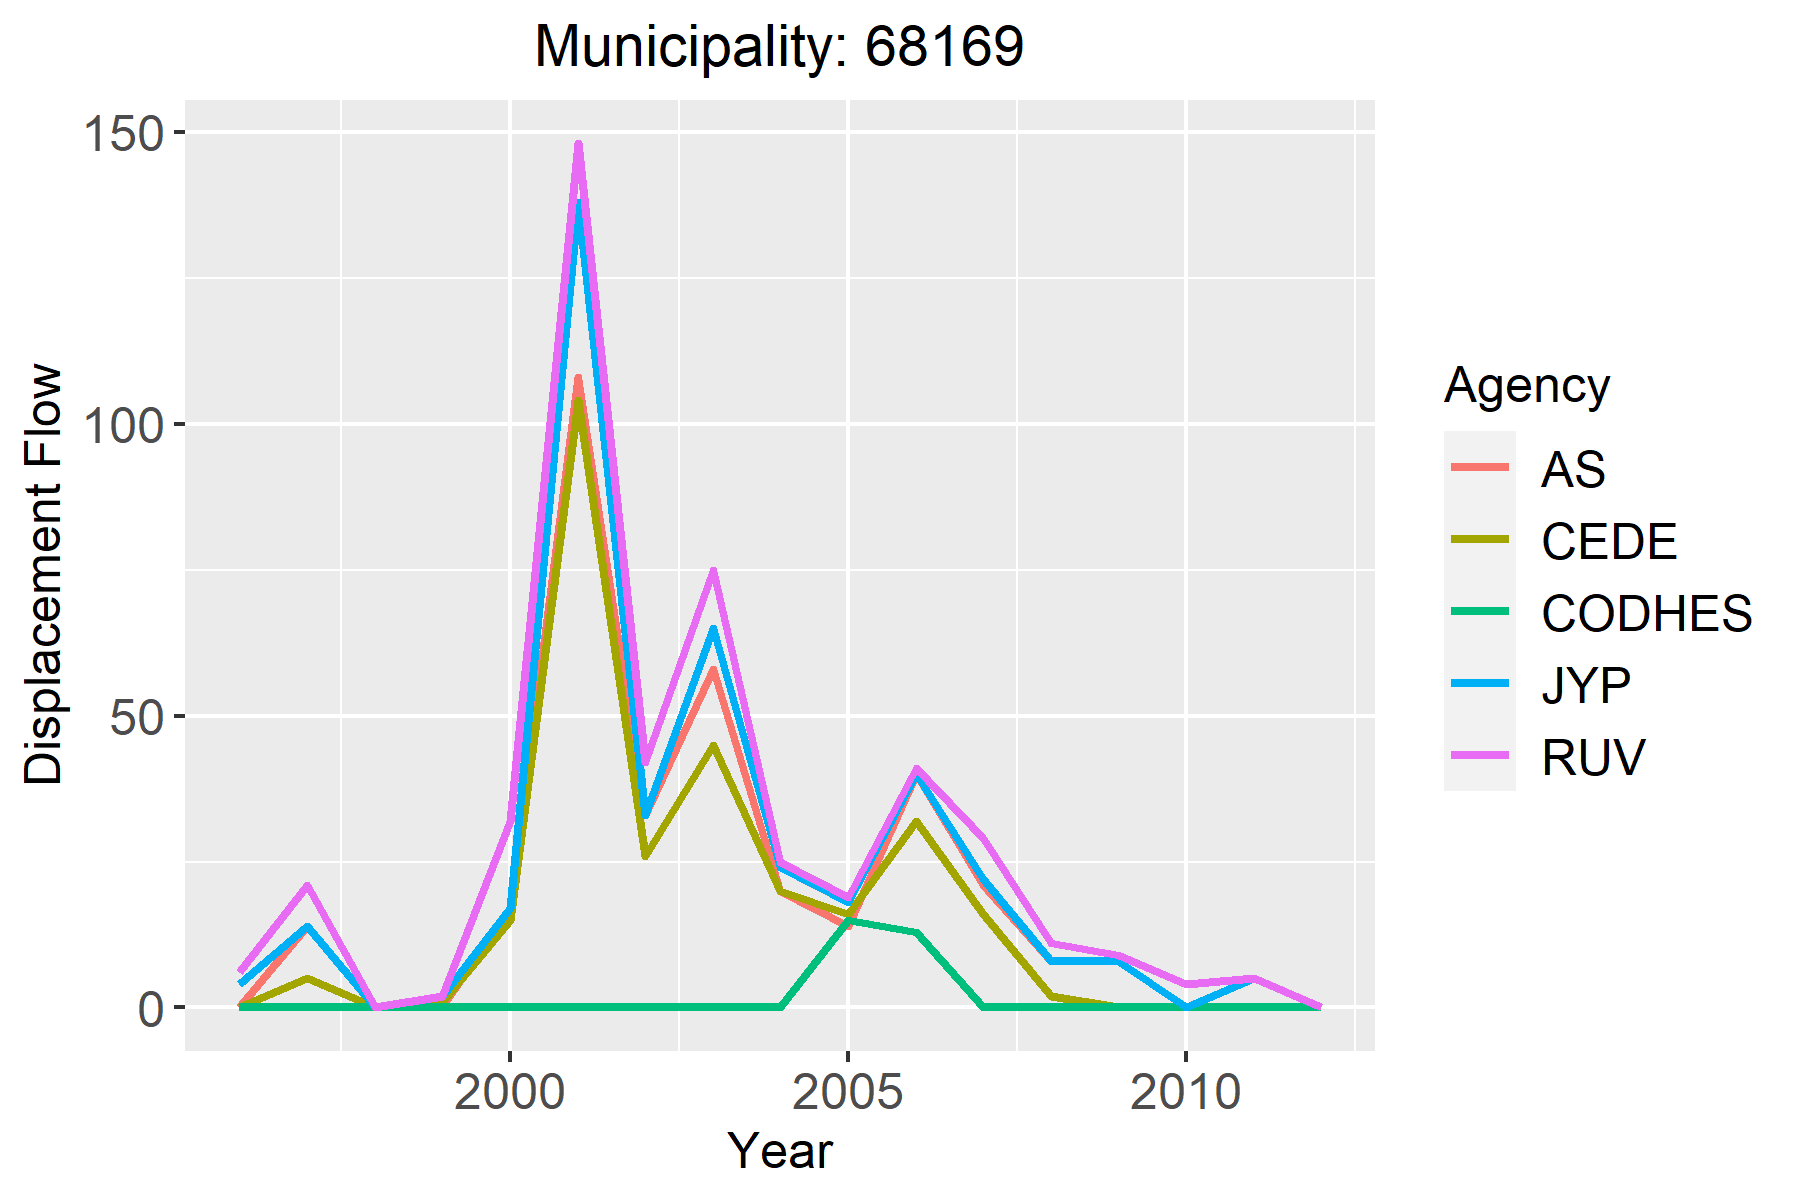 Municipality: 68169
150
100
50
0
Displacement Flow
2000 2005 2010
Year
Agency
AS
CEDE
CODHES
JYP
RUV